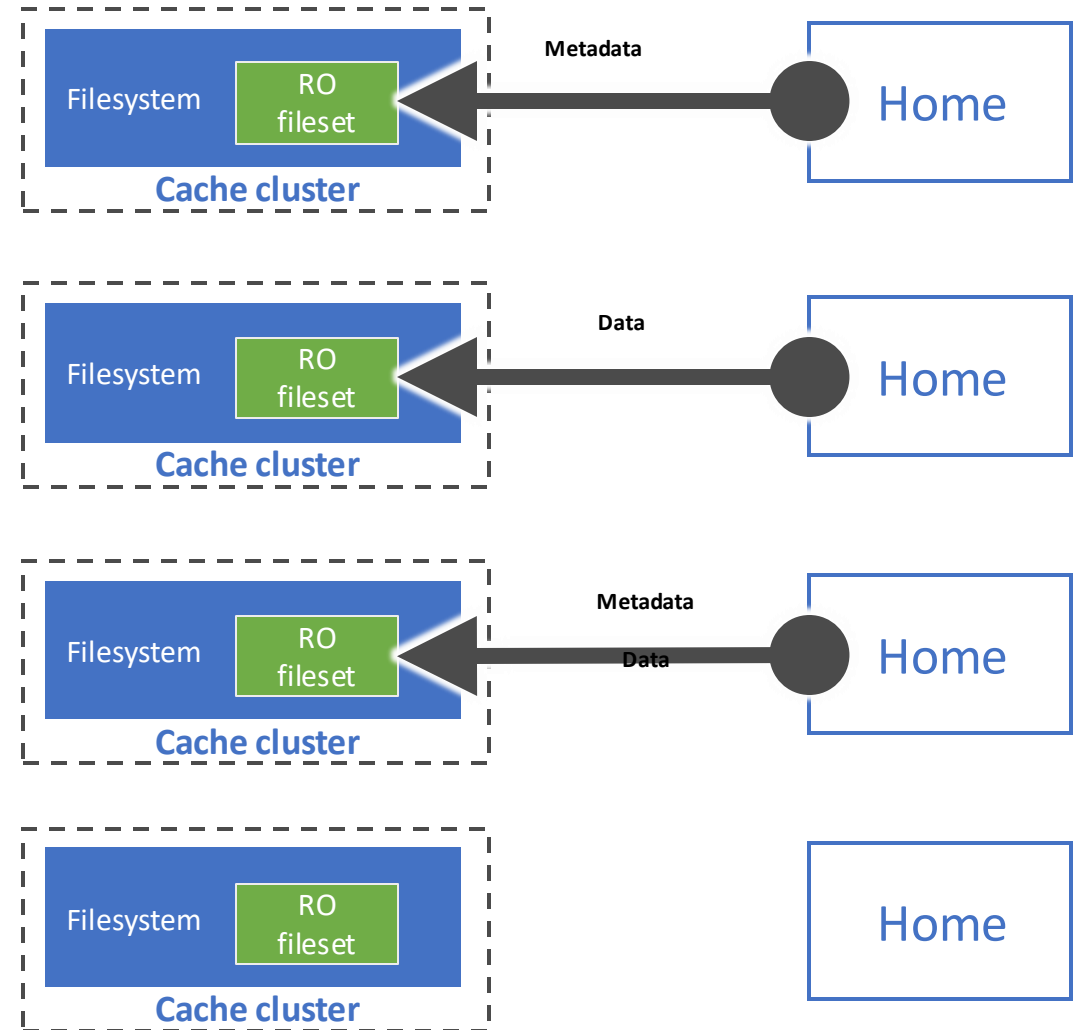 Metadata
Filesystem
RO
fileset
Home
Cache cluster
Data
Filesystem
RO
fileset
Home
Cache cluster
Metadata
Data
Filesystem
RO
fileset
Home
Cache cluster
Filesystem
RO
fileset
Home
Cache cluster